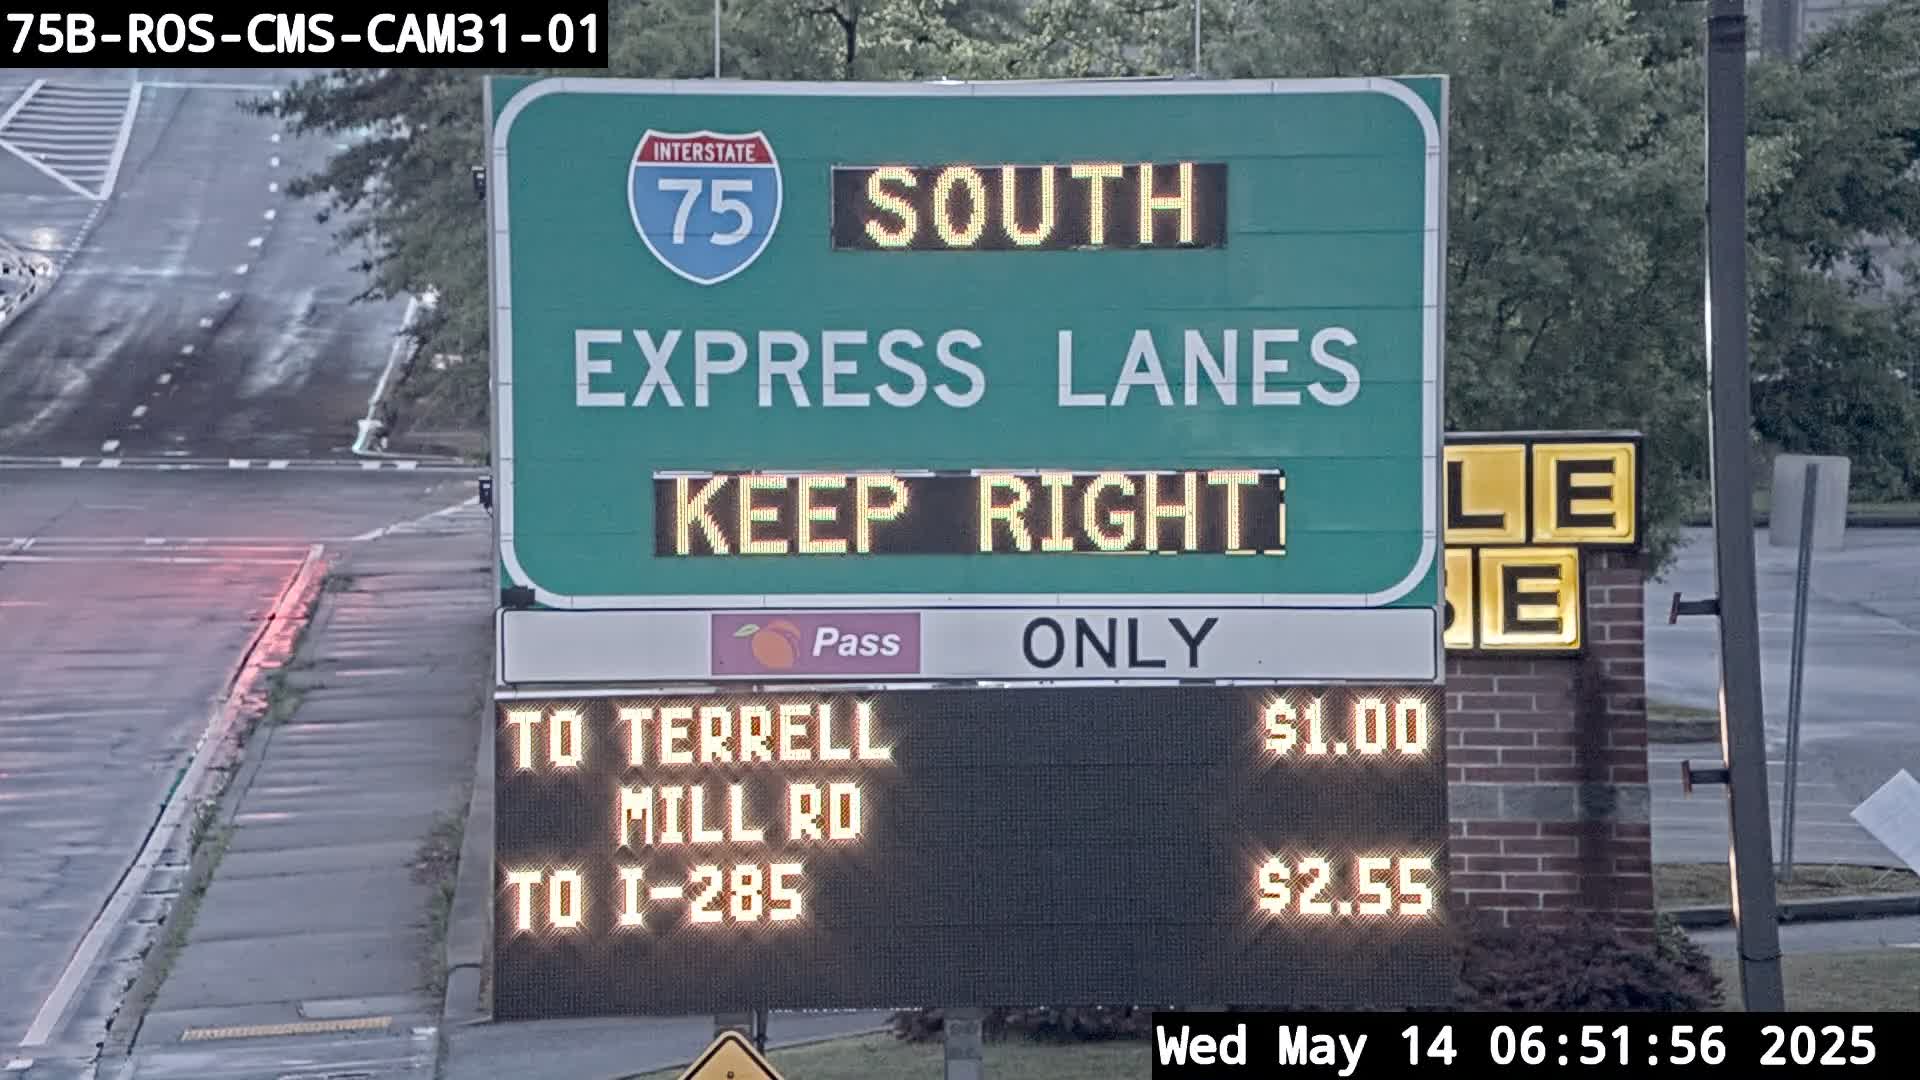 75B-ROS-CMS-CAM31-01
INTERSTATE
75
SOUTH
EXPRESS LANES
KEEP RIGHT
Pass ONLY
TO TERRELL $1.00
MILL RD
TO I-285 $2.55
LE
E
Wed May 14 06:51:56 2025